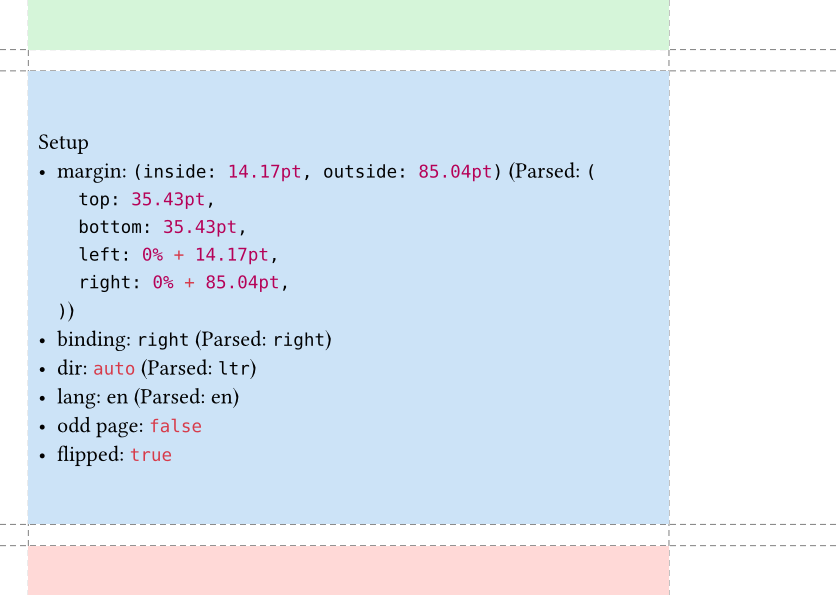 Setup
• margin: (inside: 14.17pt, outside: 85.04pt) (Parsed: (
top: 35.43pt,
bottom: 35.43pt,
left: 0% + 14.17pt,
right: 0% + 85.04pt,
))
• binding: right (Parsed: right)
• dir: auto (Parsed: ltr)
• lang: en (Parsed: en)
• odd page: false
• flipped: true